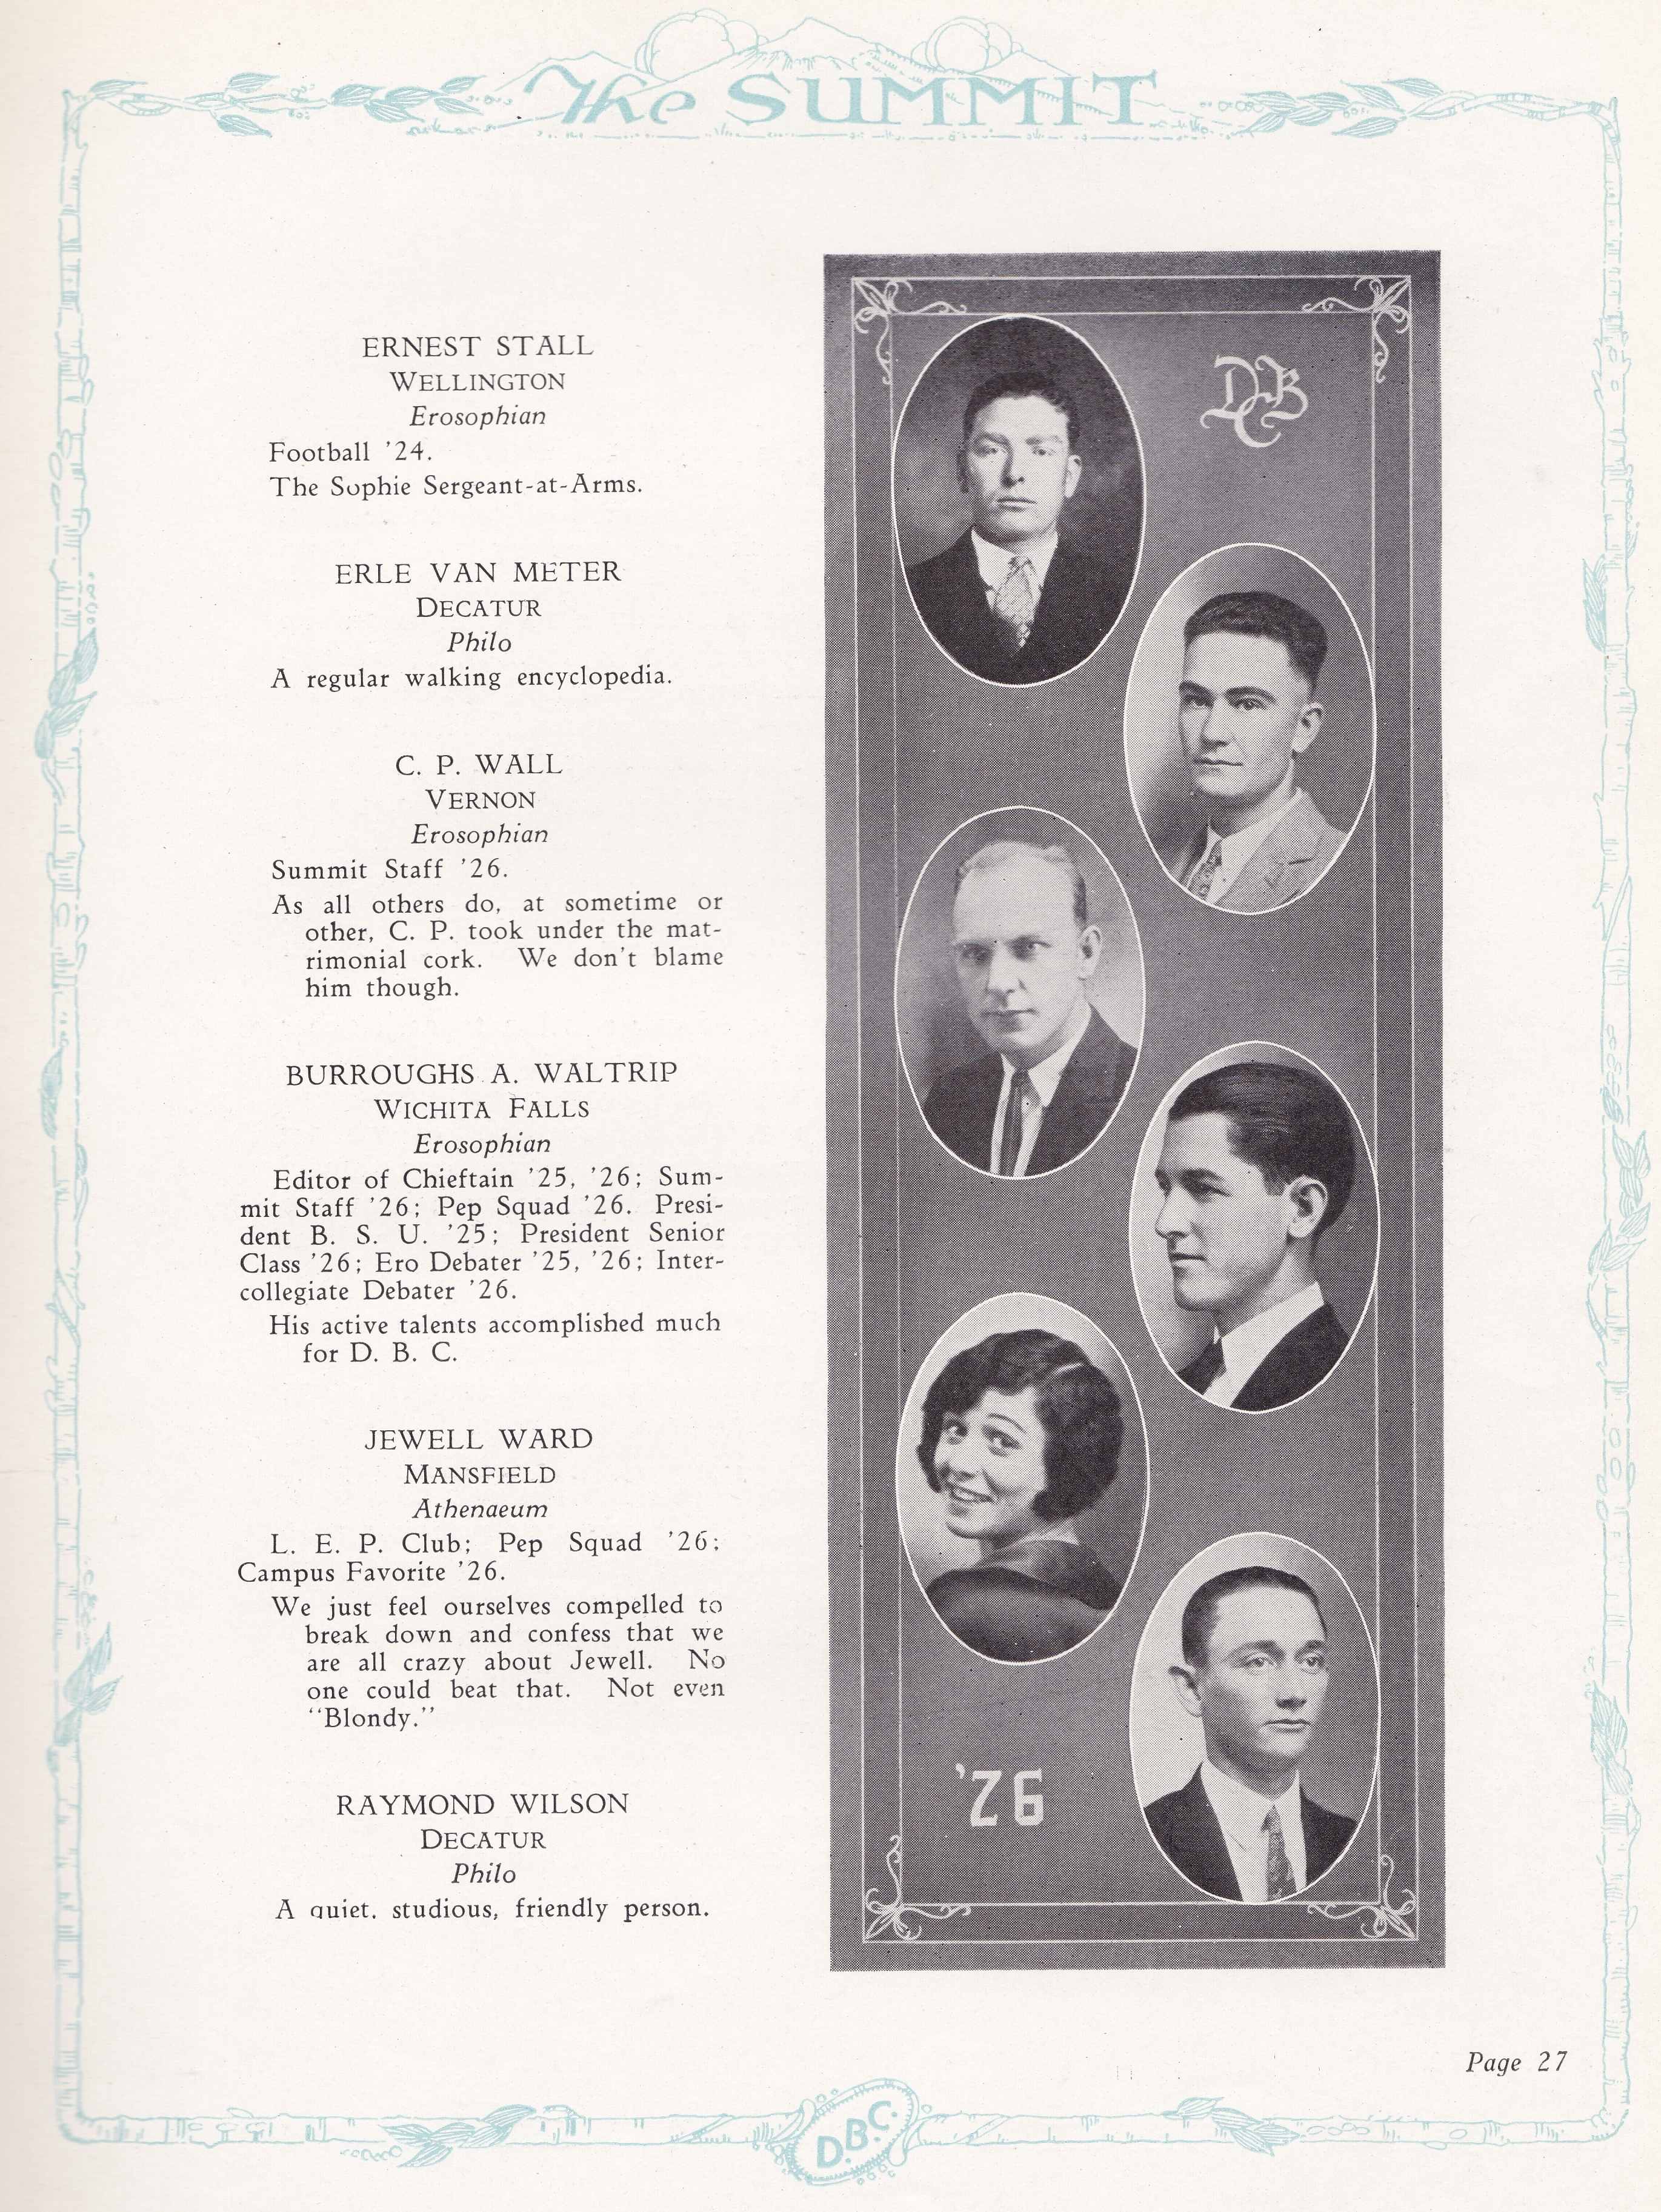 The SUMMIT
ERNEST STALL
WELLINGTON
Erosophian
Football '24.
The Sophie Sergeant-at-Arms.
ERLE VAN METER
DECATUR
Philo
A regular walking encyclopedia.
C. P. WALL
VERNON
Erosophian
Summit Staff '26.
As all others do, at sometime or
other, C. P. took under the mat-
rimonial cork. We don't blame
him though.
BURROUGHS A. WALTRIP
WICHITA FALLS
Erosophian
Editor of Chieftain '25, '26; Sum-
mit Staff '26; Pep Squad '26. Presi-
dent B. S. U. '25; President Senior
Class '26; Ero Debater '25, '26; Inter-
collegiate Debater '26.
His active talents accomplished much
for D. B. C.
JEWELL WARD
MANSFIELD
Athenaeum
L. E. P. Club; Pep Squad '26;
Campus Favorite '26.
We just feel ourselves compelled to
break down and confess that we
are all crazy about Jewell. No
one could beat that. Not even
"Blondy."
RAYMOND WILSON
DECATUR
Philo
A quiet, studious, friendly person.
DBC
'26
Page 27
D.B.C.